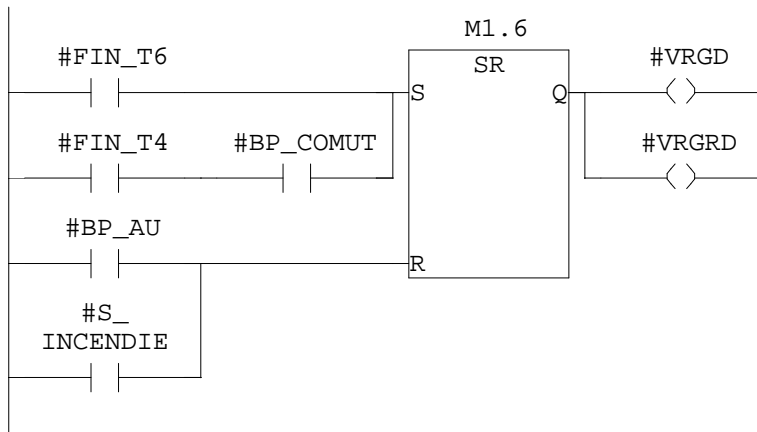 M1.6
#FIN_T6
SR
#VRGD
S
Q
#FIN_T4
#BP_COMUT
#VRGRD
#BP_AU
R
#S_
INCENDIE